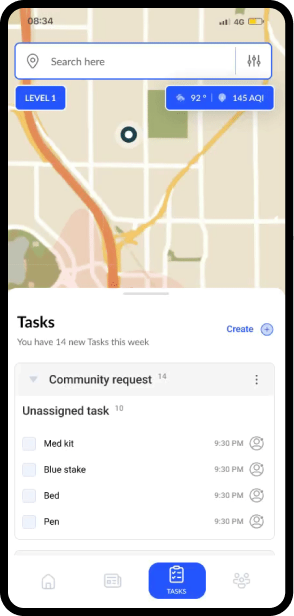 08:34 4G
Search here
LEVEL 1 92 ° | 145 AQI
Tasks
Create
You have 14 new Tasks this week
Community request 14
Unassigned task 10
Med kit 9:30 PM
Blue stake 9:30 PM
Bed 9:30 PM
Pen 9:30 PM
TASKS